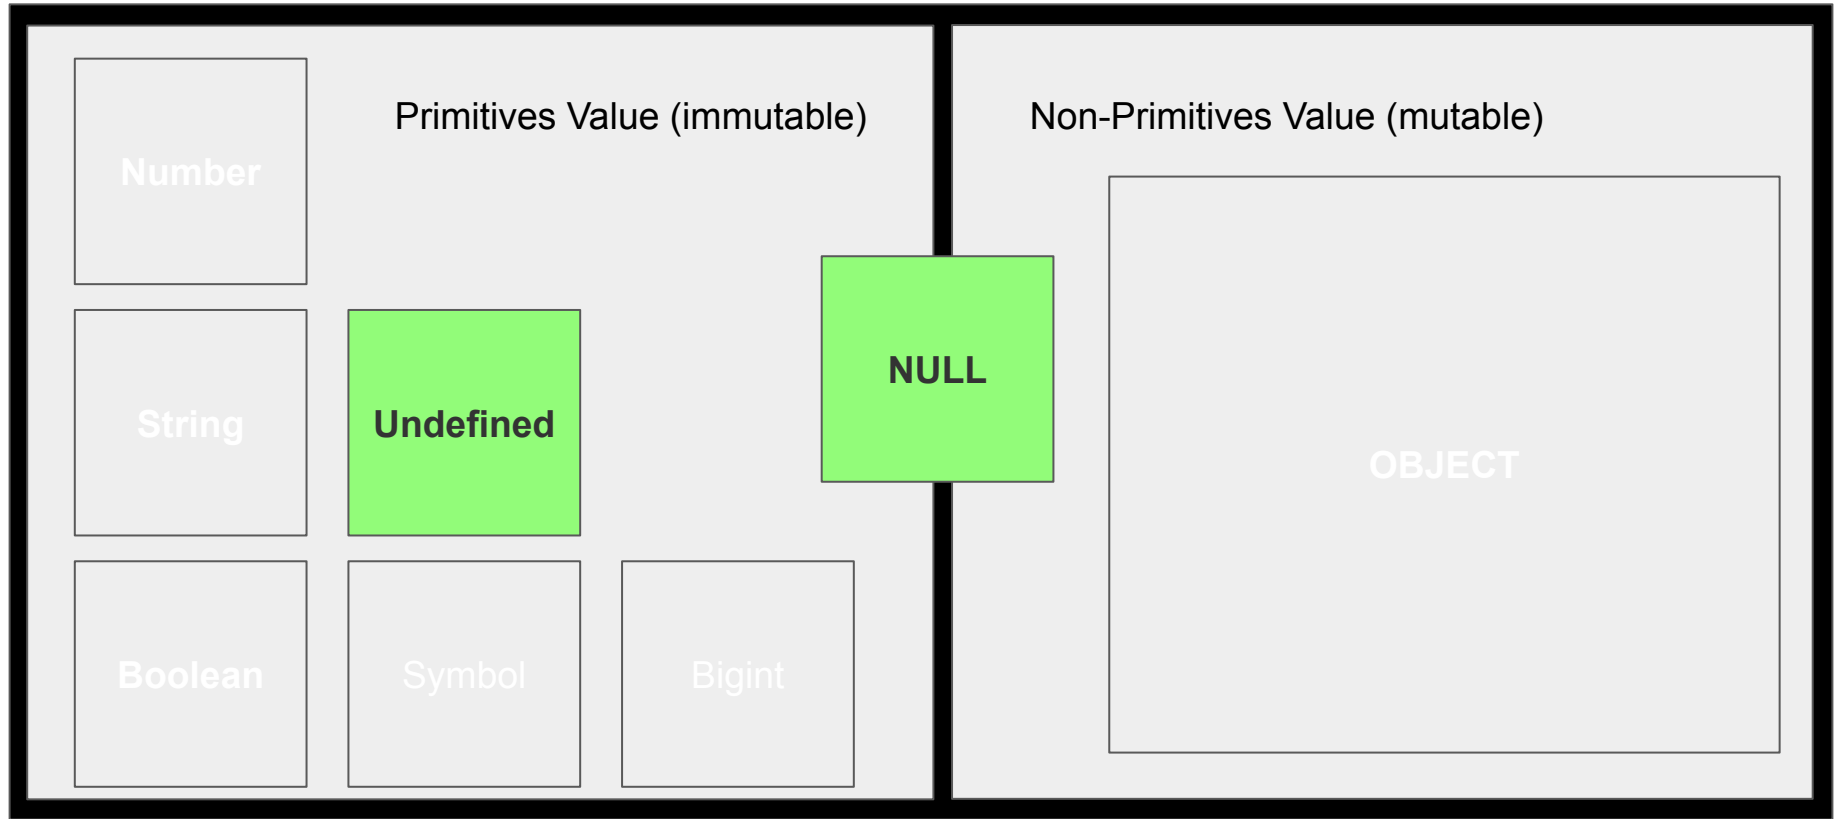 Primitives Value (immutable)
Non-Primitives Value (mutable)
Number
NULL
String
Undefined
OBJECT
Boolean
Symbol
Bigint